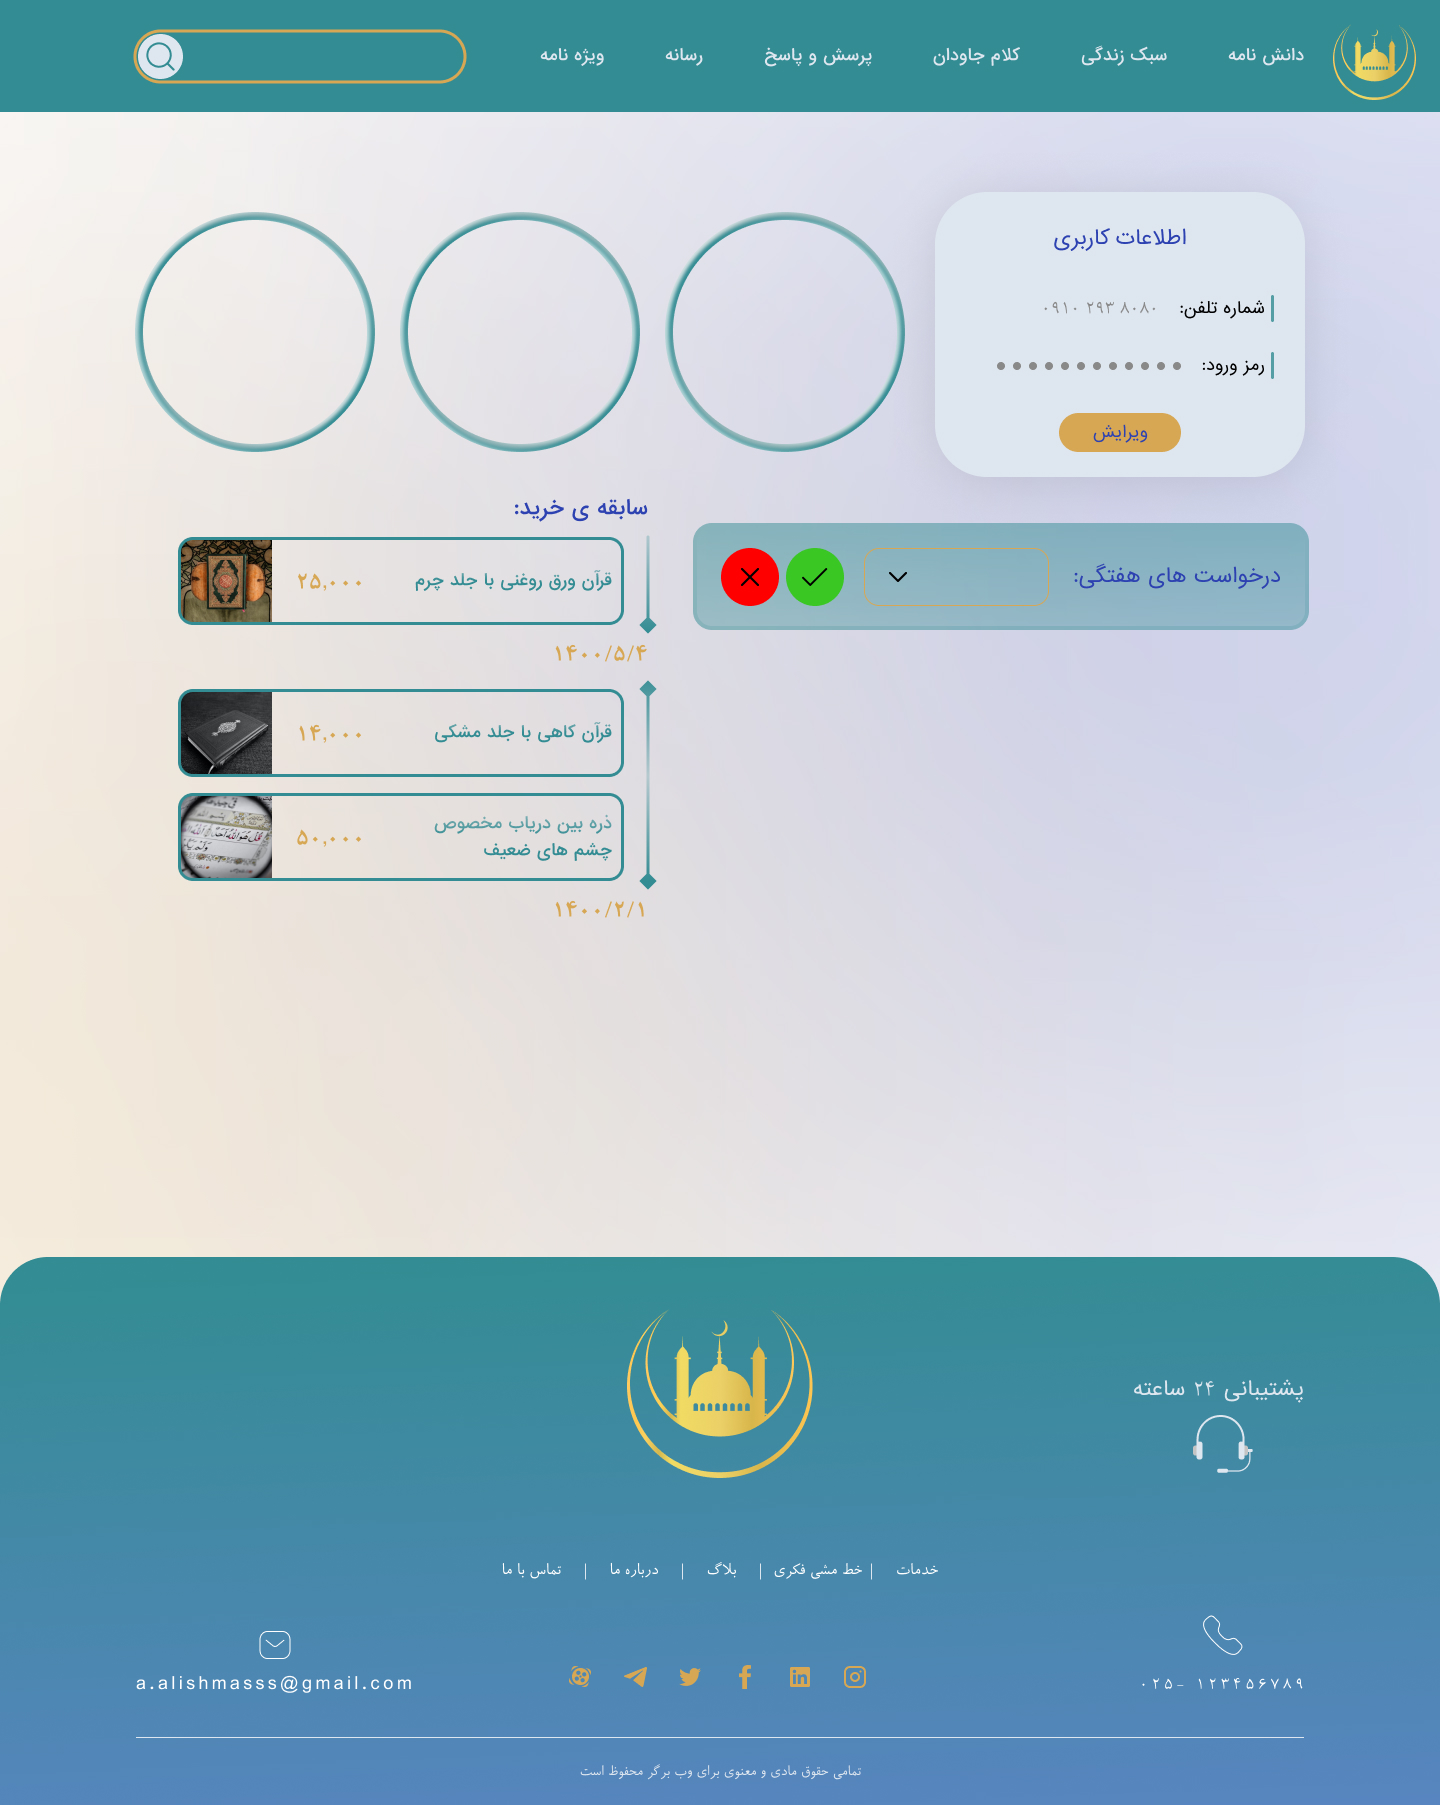 دانش نامه
سبک زندگی
کلام جاودان
پرسش و پاسخ
رسانه
ویژه نامه
اطلاعات کاربری
شماره تلفن: ۰۹۱۰ ۲۹۳ ۸۰۸۰
رمز ورود:
ویرایش
درخواست های هفتگی:
سابقه ی خرید:
قرآن ورق روغنی با جلد چرم
۲۵,۰۰۰
۱۴۰۰/۵/۴
قرآن کاهی با جلد مشکی
۱۴,۰۰۰
ذره بین دریاب مخصوص
چشم های ضعیف
۵۰,۰۰۰
۱۴۰۰/۲/۱
پشتیبانی ۲۴ ساعته
خدمات | خط مشی فکری | بلاگ | درباره ما | تماس با ما
۰۲۵- ۱۲۳۴۵۶۷۸۹
a.alishmasss@gmail.com
تمامی حقوق مادی و معنوی برای وب برگر محفوظ است